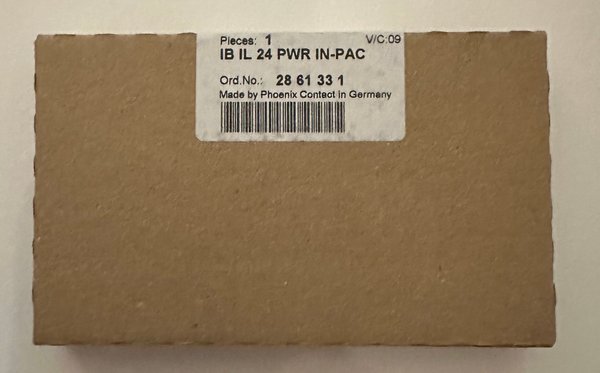 Pieces: 1 V/C:09
IB IL 24 PWR IN-PAC
Ord.No.: 28 61 33 1
Made by Phoenix Contact in Germany